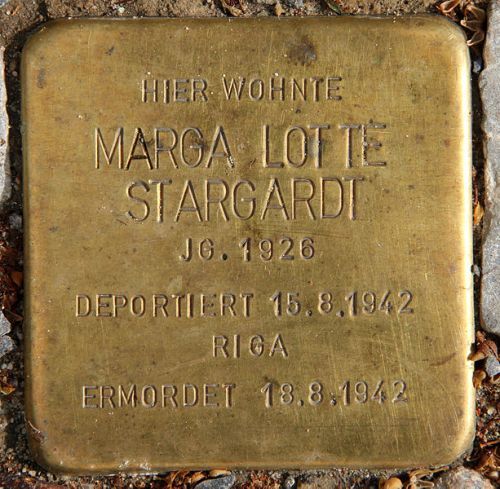 HIER WOHNTE
MARGA LOTTE
STARGARDT
JG. 1926
DEPORTIERT 15.8.1942
RIGA
ERMORDET 18.8.1942